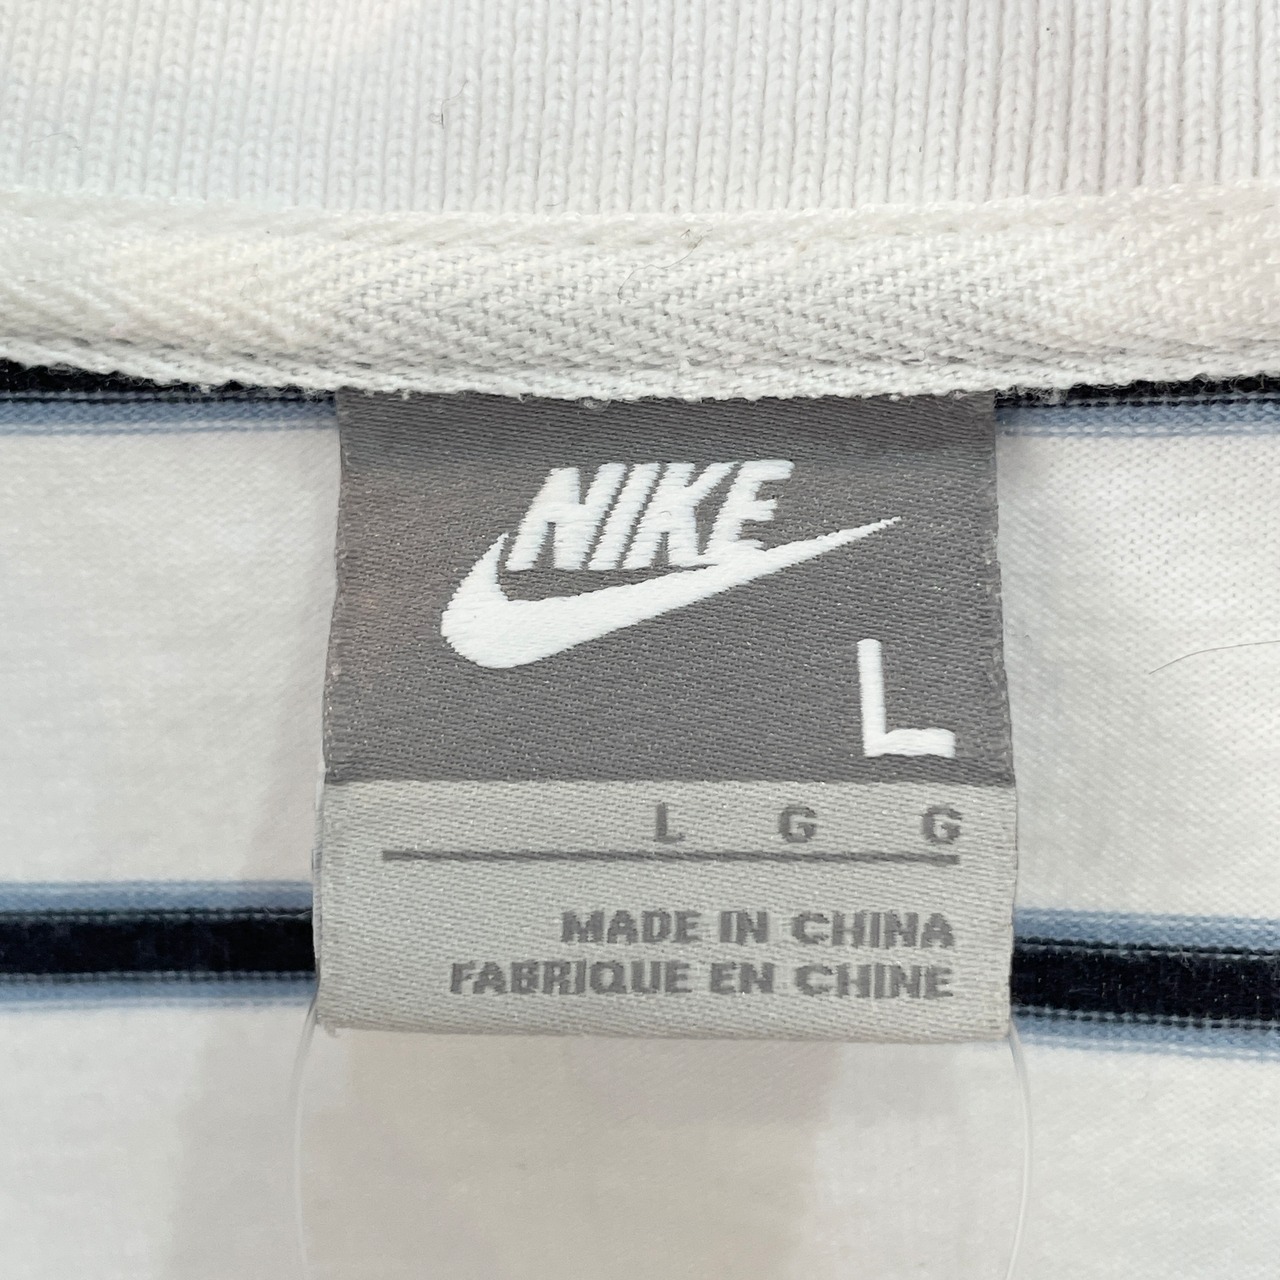 NIKE
L
L G G
MADE IN CHINA
FABRIQUE EN CHINE